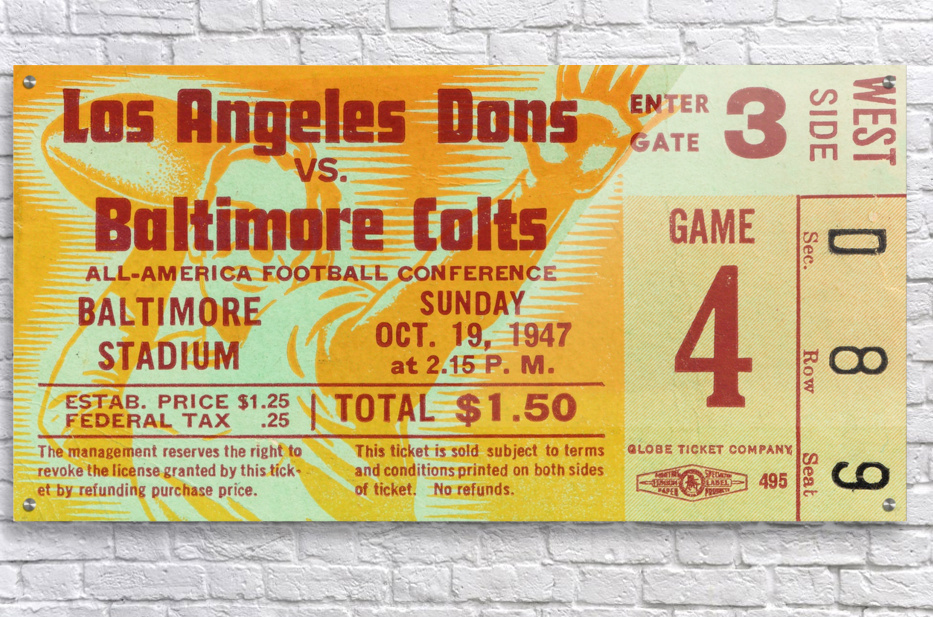 Los Angeles Dons
VS.
Baltimore Colts
ALL-AMERICA FOOTBALL CONFERENCE
BALTIMORE
STADIUM
SUNDAY
OCT. 19, 1947
at 2.15 P. M.
ESTAB. PRICE $1.25
FEDERAL TAX .25
TOTAL $1.50
The management reserves the right to
revoke the license granted by this tick-
et by refunding purchase price.
This ticket is sold subject to terms
and conditions printed on both sides
of ticket. No refunds.
ENTER
GATE
3
WEST
SIDE
GAME
4
GLOBE TICKET COMPANY,
UNION LABEL
495
Sec.
D
Row
8
Seat
9